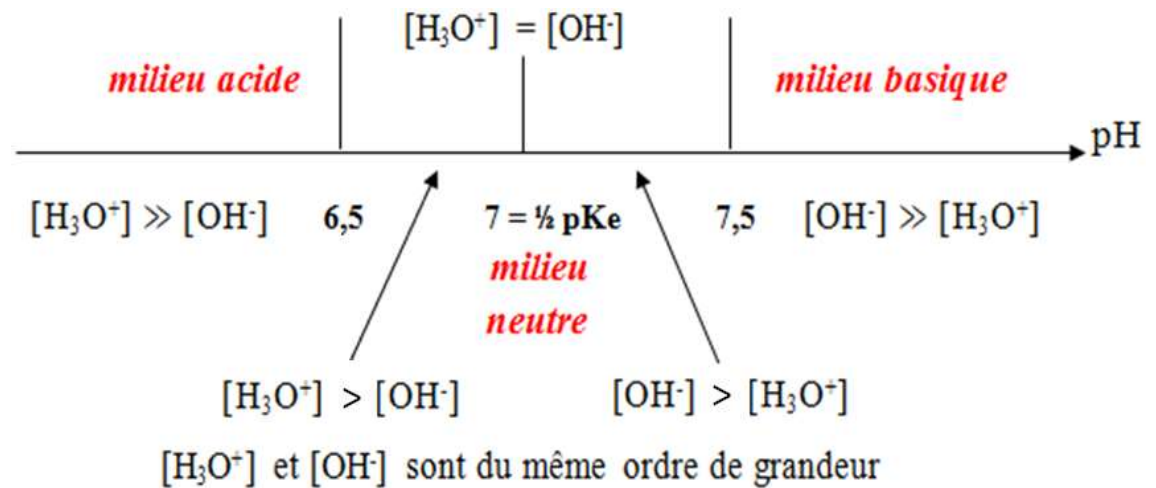 [H₃O⁺] = [OH⁻]
milieu acide
milieu basique
pH
[H₃O⁺] ≫ [OH⁻] 6,5 7 = ½ pKe 7,5 [OH⁻] ≫ [H₃O⁺]
milieu
neutre
[H₃O⁺] > [OH⁻] [OH⁻] > [H₃O⁺]
[H₃O⁺] et [OH⁻] sont du même ordre de grandeur